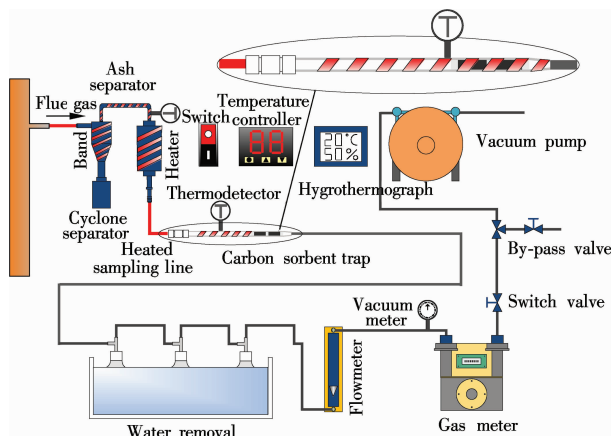 Ash
separator
Flue gas
Band
Heater
T
Switch
I
Temperature
controller
88
20°C
50%
Hygrothermograph
T
Vacuum pump
Cyclone
separator
Thermodetector
T
Heated
sampling line
Carbon sorbent trap
By-pass valve
Switch valve
Vacuum
meter
Flowmeter
Gas meter
Water removal